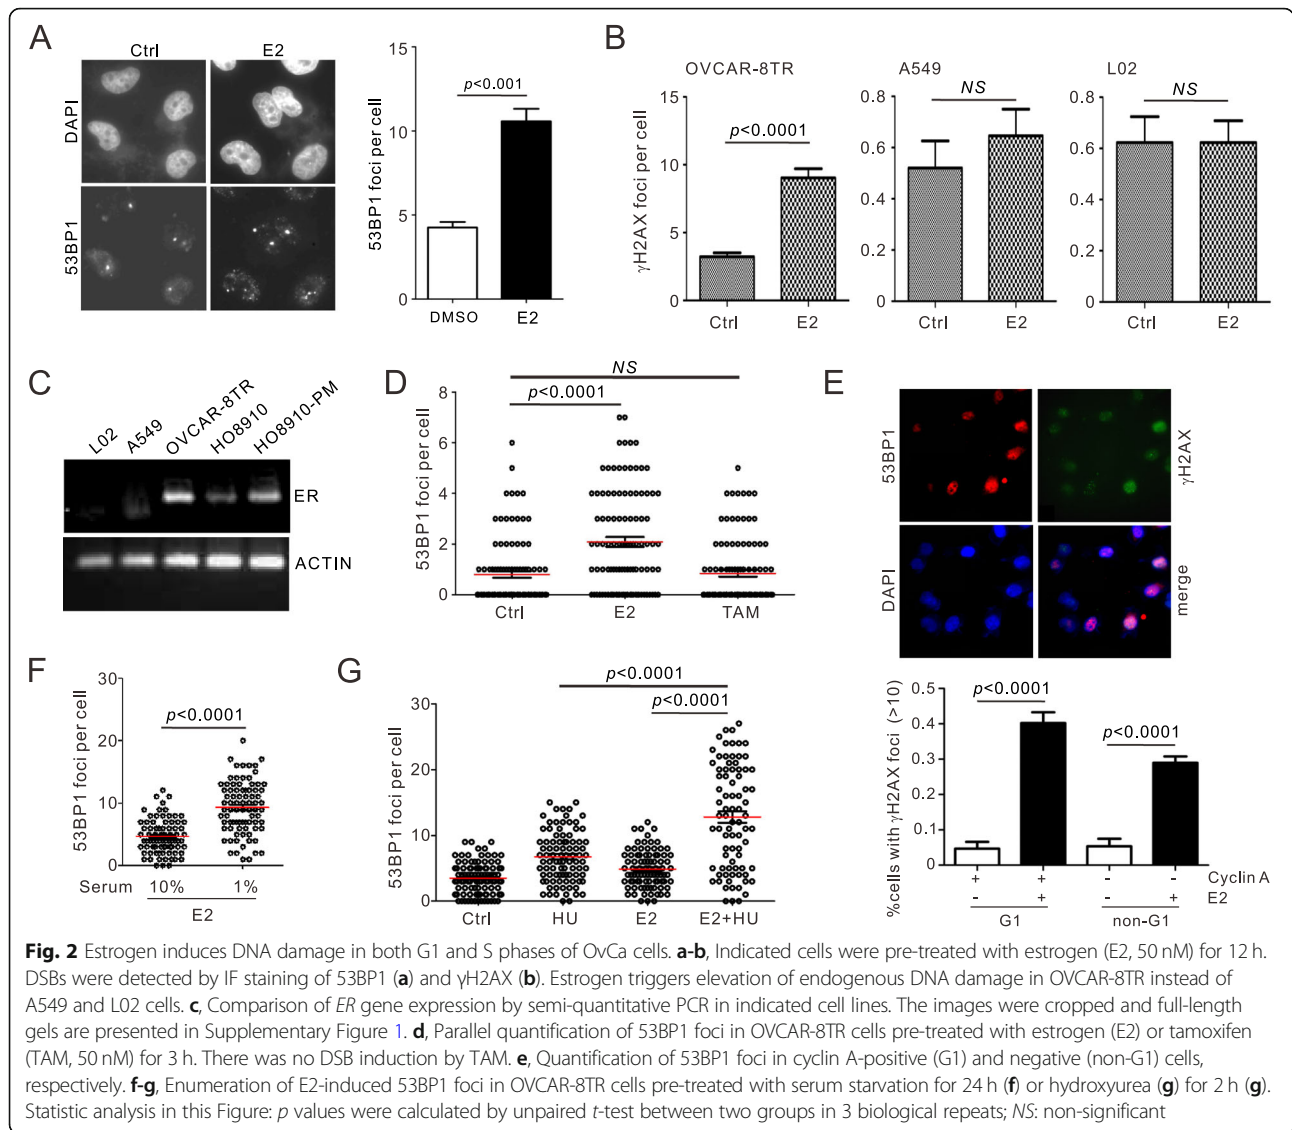 A
Ctrl
E2
DAPI
53BP1
53BP1 foci per cell
15
10
5
0
p<0.001
DMSO
E2
B
γH2AX foci per cell
OVCAR-8TR
15
10
5
0
p<0.0001
Ctrl
E2
A549
0.8
0.6
0.4
0.2
0
NS
Ctrl
E2
L02
0.8
0.6
0.4
0.2
0
NS
Ctrl
E2
C
L02
A549
OVCAR-8TR
HO8910
HO8910-PM
ER
ACTIN
D
53BP1 foci per cell
8
6
4
2
0
NS
p<0.0001
Ctrl
E2
TAM
E
53BP1
γH2AX
DAPI
merge
%cells with γH2AX foci (>10)
0.5
0.4
0.3
0.2
0.1
0
p<0.0001
p<0.0001
+ + - - Cyclin A
- + - + E2
G1
non-G1
F
53BP1 foci per cell
30
20
10
0
p<0.0001
Serum 10% 1%
E2
G
53BP1 foci per cell
30
20
10
0
p<0.0001
p<0.0001
Ctrl
HU
E2
E2+HU
Fig. 2 Estrogen induces DNA damage in both G1 and S phases of OvCa cells. a-b, Indicated cells were pre-treated with estrogen (E2, 50 nM) for 12 h.
DSBs were detected by IF staining of 53BP1 (a) and γH2AX (b). Estrogen triggers elevation of endogenous DNA damage in OVCAR-8TR instead of
A549 and L02 cells. c, Comparison of ER gene expression by semi-quantitative PCR in indicated cell lines. The images were cropped and full-length
gels are presented in Supplementary Figure 1. d, Parallel quantification of 53BP1 foci in OVCAR-8TR cells pre-treated with estrogen (E2) or tamoxifen
(TAM, 50 nM) for 3 h. There was no DSB induction by TAM. e, Quantification of 53BP1 foci in cyclin A-positive (G1) and negative (non-G1) cells,
respectively. f-g, Enumeration of E2-induced 53BP1 foci in OVCAR-8TR cells pre-treated with serum starvation for 24 h (f) or hydroxyurea (g) for 2 h (g).
Statistic analysis in this Figure: p values were calculated by unpaired t-test between two groups in 3 biological repeats; NS: non-significant